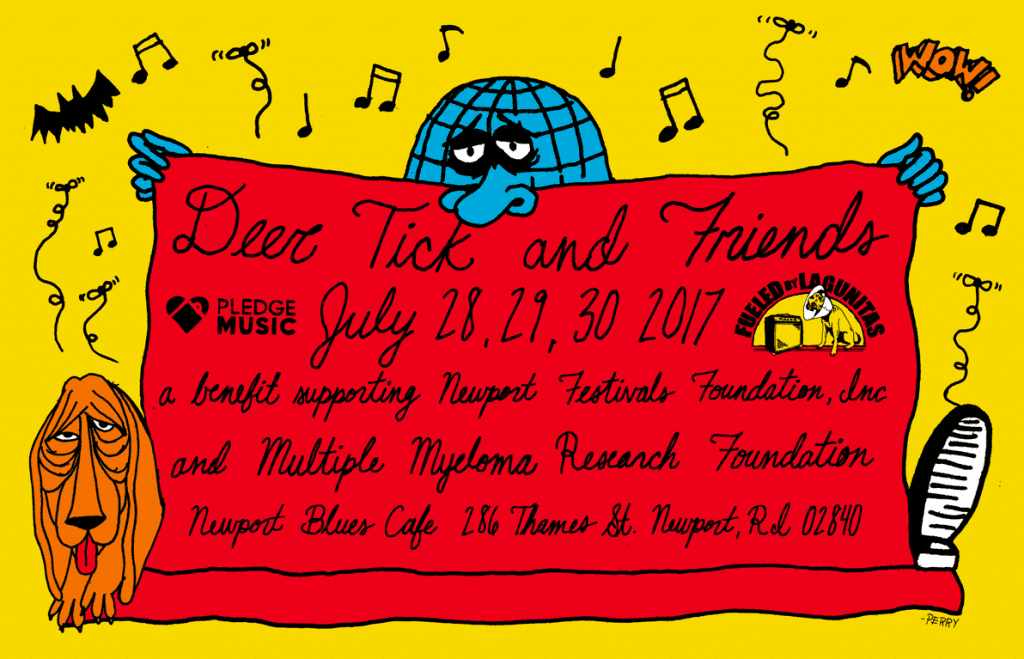 WOW!
Deer Tick and Friends
PLEDGE
MUSIC
July 28, 29, 30 2017
FUELED BY LAGUNITAS
a benefit supporting Newport Festivals Foundation, Inc
and Multiple Myeloma Research Foundation
Newport Blues Cafe 286 Thames St. Newport, R.I 02840
-PERRY